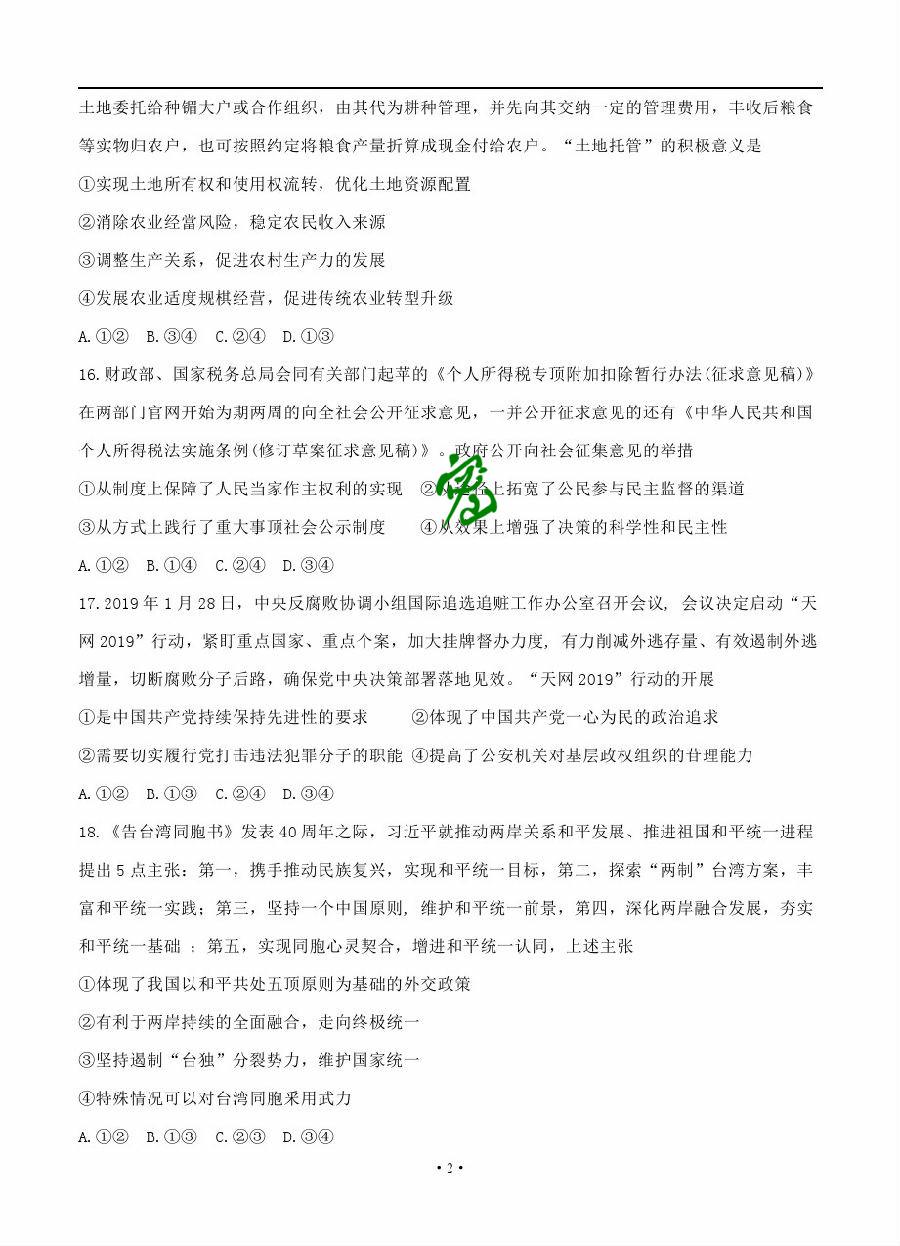 土地委托给种镅大户或合作组织，由其代为耕种管理，并先向其交纳一定的管理费用，丰收后粮食
等实物归农户，也可按照约定将粮食产量折算成现金付给农户。“土地托管”的积极意义是
①实现土地所有权和使用权流转，优化土地资源配置
②消除农业经营风险，稳定农民收入来源
③调整生产关系，促进农村生产力的发展
④发展农业适度规棋经营，促进传统农业转型升级
A.①② B.③④ C.②④ D.①③
16.财政部、国家税务总局会同有关部门起苹的《个人所得税专项附加扣除暂行办法(征求意见稿)》
在两部门官网开始为期两周的向全社会公开征求意见，一并公开征求意见的还有《中华人民共和国
个人所得税法实施条例(修订草案征求意见稿)》。政府公开向社会征集意见的举措
①从制度上保障了人民当家作主权利的实现 ②上拓宽了公民参与民主监督的渠道
③从方式上践行了重大事顶社会公示制度 ④从效果上增强了决策的科学性和民主性
A.①② B.①④ C.②④ D.③④
17.2019年1月28日，中央反腐败协调小组国际追选追赃工作办公室召开会议, 会议决定启动“天
网2019”行动，紧盯重点国家、重点个案，加大挂牌督办力度, 有力削减外逃存量、有效遏制外逃
增量，切断腐败分子后路，确保党中央决策部署落地见效。“天网2019”行动的开展
①是中国共产党持续保持先进性的要求 ②体现了中国共产党一心为民的政治追求
②需要切实履行党打击违法犯罪分子的职能 ④提高了公安机关对基层政权组织的管理能力
A.①② B.①③ C.②④ D.③④
18.《告台湾同胞书》发表40周年之际，习近平就推动两岸关系和平发展、推进祖国和平统一进程
提出5点主张：第一，携手推动民族复兴，实现和平统一目标，第二，探索“两制”台湾方案，丰
富和平统一实践；第三，坚持一个中国原则, 维护和平统一前景，第四，深化两岸融合发展，夯实
和平统一基础 ；第五，实现同胞心灵契合，增进和平统一认同，上述主张
①体现了我国以和平共处五顶原则为基础的外交政策
②有利于两岸持续的全面融合，走向终极统一
③坚持遏制“台独”分裂势力，维护国家统一
④特殊情况可以对台湾同胞采用武力
A.①② B.①③ C.②③ D.③④
·2·